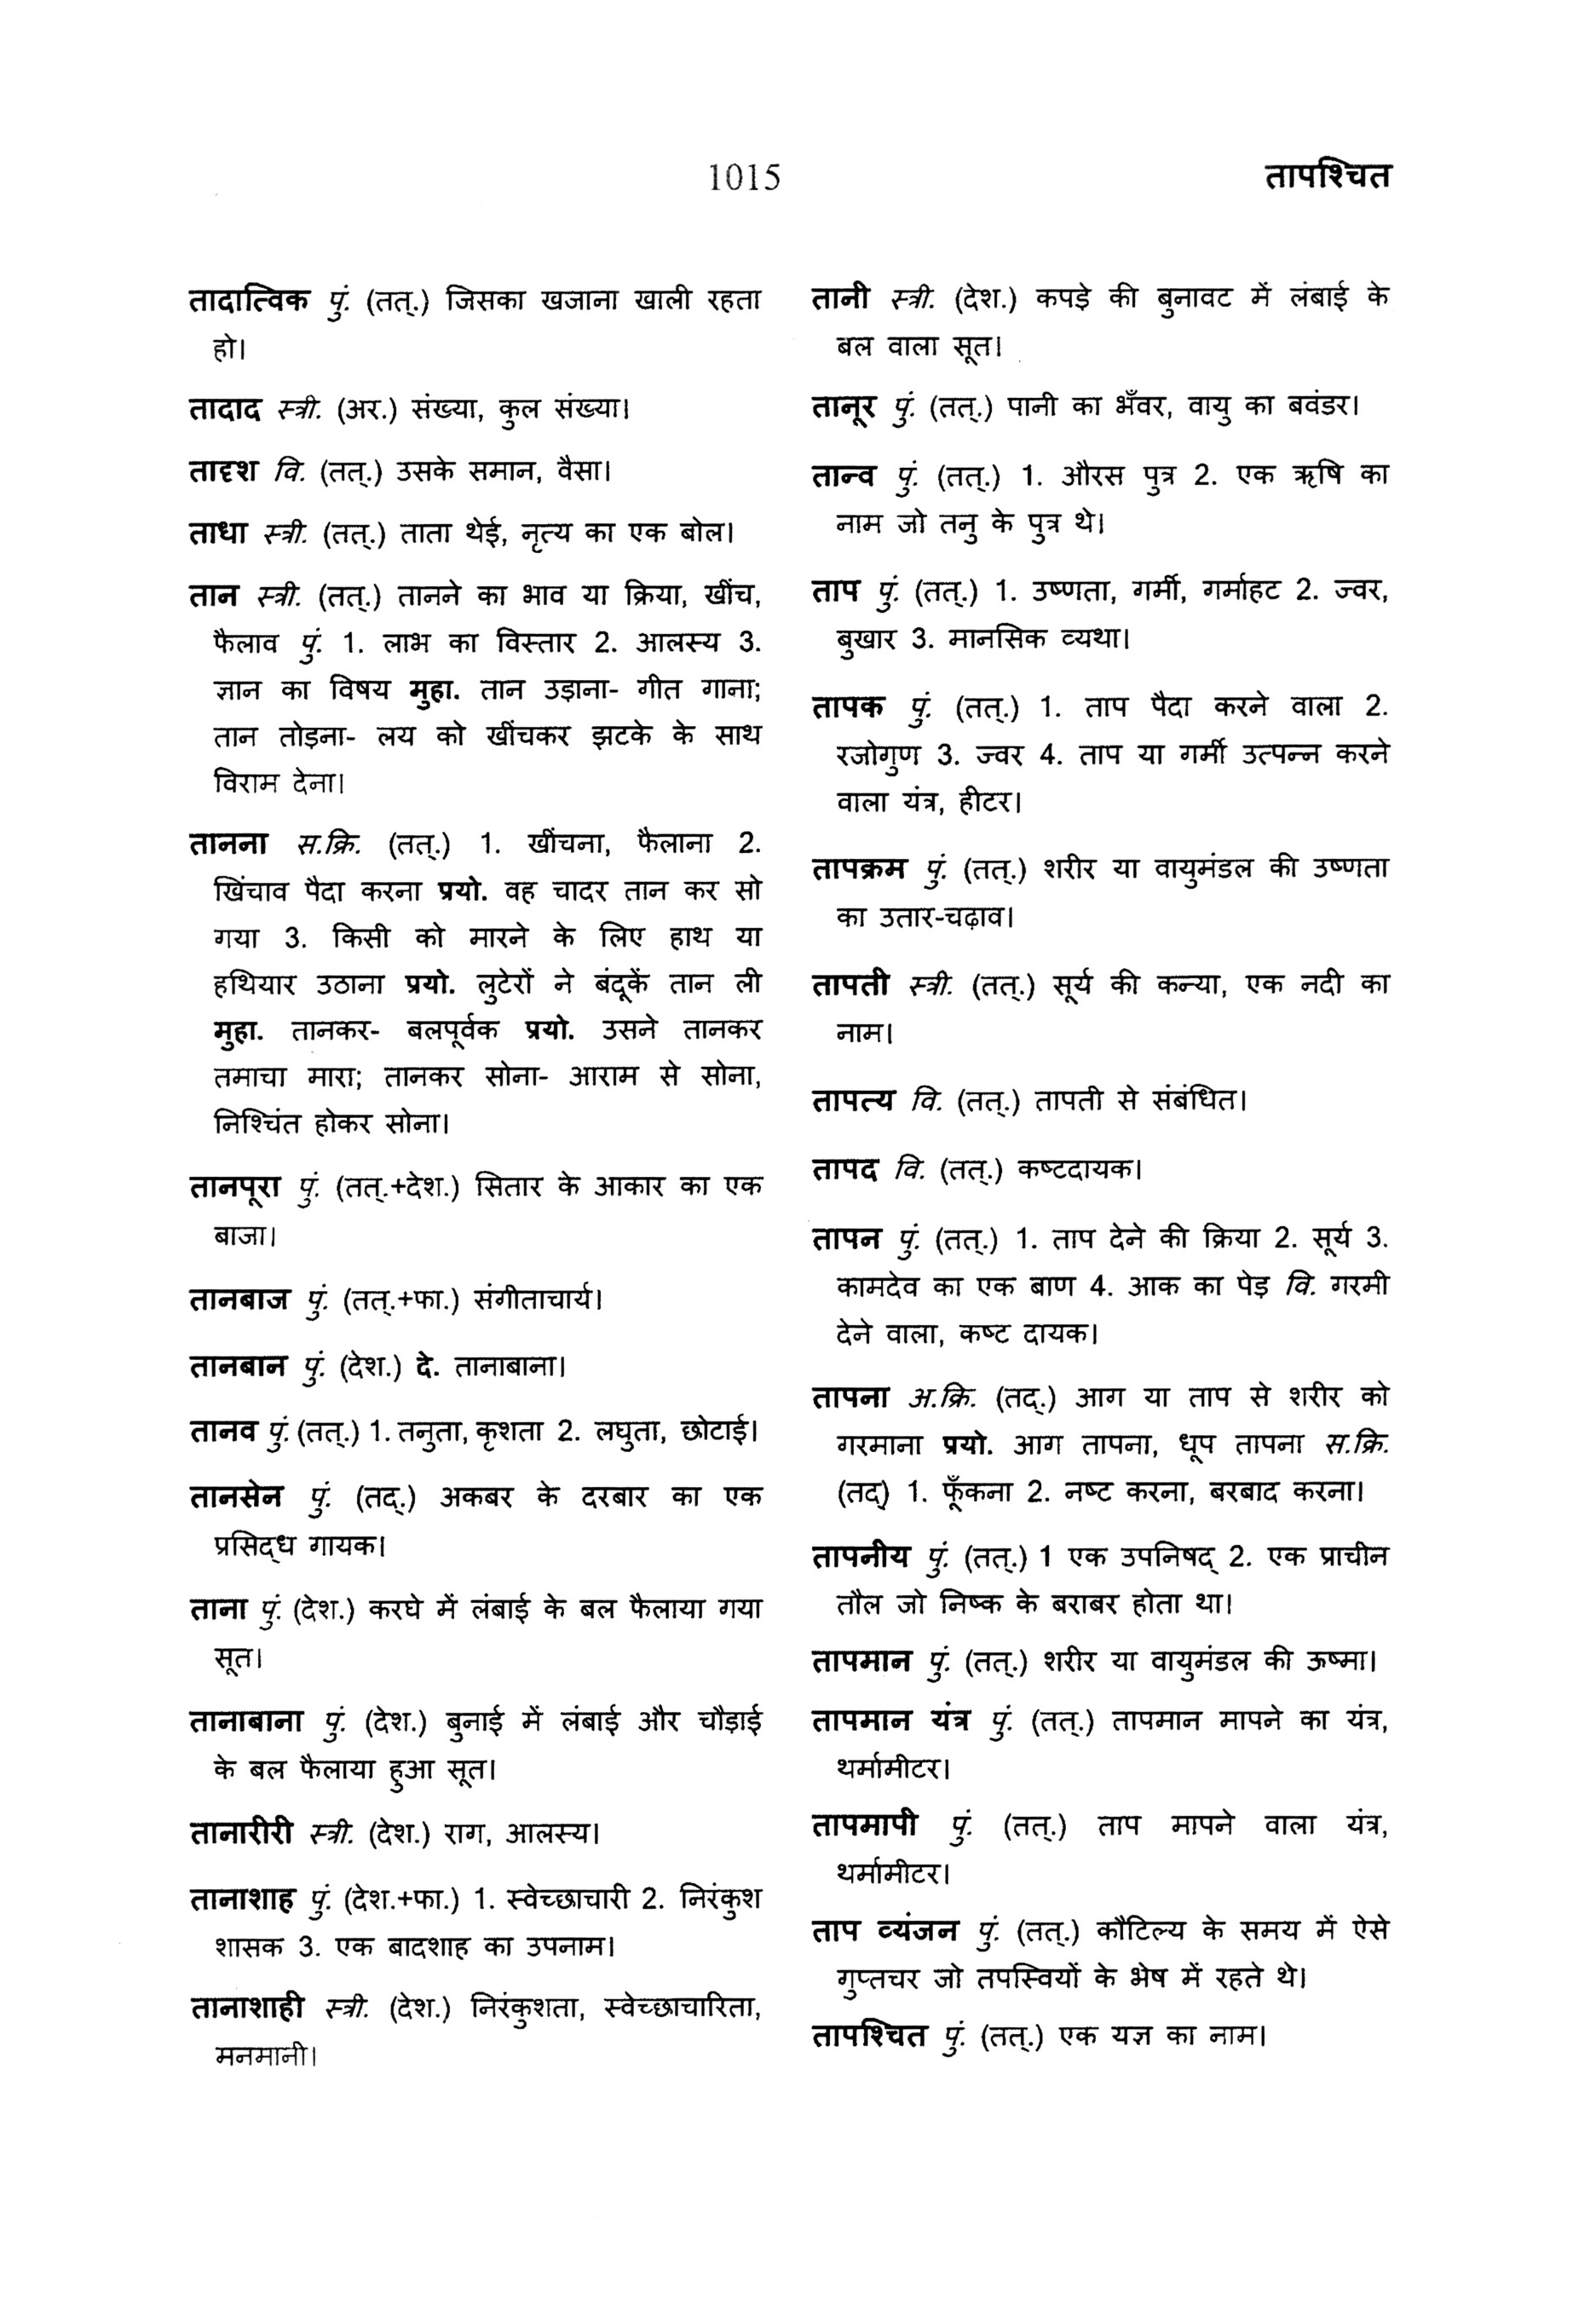 1015
तापश्चित
तादात्विक पुं. (तत्.) जिसका खजाना खाली रहता
हो।
तादाद स्त्री. (अर.) संख्या, कुल संख्या।
तादृश वि. (तत्.) उसके समान, वैसा।
ताधा स्त्री. (तत्.) ताता थेई, नृत्य का एक बोल।
तान स्त्री. (तत्.) तानने का भाव या क्रिया, खींच,
फैलाव पुं. 1. लाभ का विस्तार 2. आलस्य 3.
ज्ञान का विषय मुहा. तान उड़ाना- गीत गाना;
तान तोड़ना- लय को खींचकर झटके के साथ
विराम देना।
तानना स.क्रि. (तत्.) 1. खींचना, फैलाना 2.
खिंचाव पैदा करना प्रयो. वह चादर तान कर सो
गया 3. किसी को मारने के लिए हाथ या
हथियार उठाना प्रयो. लुटेरों ने बंदूकें तान ली
मुहा. तानकर- बलपूर्वक प्रयो. उसने तानकर
तमाचा मारा; तानकर सोना- आराम से सोना,
निश्चिंत होकर सोना।
तानपूरा पुं. (तत्.+देश.) सितार के आकार का एक
बाजा।
तानबाज पुं. (तत्.+फा.) संगीताचार्य।
तानबान पुं. (देश.) दे. तानाबाना।
तानव पुं. (तत्.) 1. तनुता, कृशता 2. लघुता, छोटाई।
तानसेन पुं. (तद्.) अकबर के दरबार का एक
प्रसिद्ध गायक।
ताना पुं. (देश.) करघे में लंबाई के बल फैलाया गया
सूत।
तानाबाना पुं. (देश.) बुनाई में लंबाई और चौड़ाई
के बल फैलाया हुआ सूत।
तानारीरी स्त्री. (देश.) राग, आलस्य।
तानाशाह पुं. (देश.+फा.) 1. स्वेच्छाचारी 2. निरंकुश
शासक 3. एक बादशाह का उपनाम।
तानाशाही स्त्री. (देश.) निरंकुशता, स्वेच्छाचारिता,
मनमानी।
तानी स्त्री. (देश.) कपड़े की बुनावट में लंबाई के
बल वाला सूत।
तानूर पुं. (तत्.) पानी का भँवर, वायु का बवंडर।
तान्व पुं. (तत्.) 1. औरस पुत्र 2. एक ऋषि का
नाम जो तनु के पुत्र थे।
ताप पुं. (तत्.) 1. उष्णता, गर्मी, गर्माहट 2. ज्वर,
बुखार 3. मानसिक व्यथा।
तापक पुं. (तत्.) 1. ताप पैदा करने वाला 2.
रजोगुण 3. ज्वर 4. ताप या गर्मी उत्पन्न करने
वाला यंत्र, हीटर।
तापक्रम पुं. (तत्.) शरीर या वायुमंडल की उष्णता
का उतार-चढ़ाव।
तापती स्त्री. (तत्.) सूर्य की कन्या, एक नदी का
नाम।
तापत्य वि. (तत्.) तापती से संबंधित।
तापद वि. (तत्.) कष्टदायक।
तापन पुं. (तत्.) 1. ताप देने की क्रिया 2. सूर्य 3.
कामदेव का एक बाण 4. आक का पेड़ वि. गरमी
देने वाला, कष्ट दायक।
तापना अ.क्रि. (तद्.) आग या ताप से शरीर को
गरमाना प्रयो. आग तापना, धूप तापना स.क्रि.
(तद्) 1. फूँकना 2. नष्ट करना, बरबाद करना।
तापनीय पुं. (तत्.) 1 एक उपनिषद् 2. एक प्राचीन
तौल जो निष्क के बराबर होता था।
तापमान पुं. (तत्.) शरीर या वायुमंडल की ऊष्मा।
तापमान यंत्र पुं. (तत्.) तापमान मापने का यंत्र,
थर्मामीटर।
तापमापी पुं. (तत्.) ताप मापने वाला यंत्र,
थर्मामीटर।
ताप व्यंजन पुं. (तत्.) कौटिल्य के समय में ऐसे
गुप्तचर जो तपस्वियों के भेष में रहते थे।
तापश्चित पुं. (तत्.) एक यज्ञ का नाम।